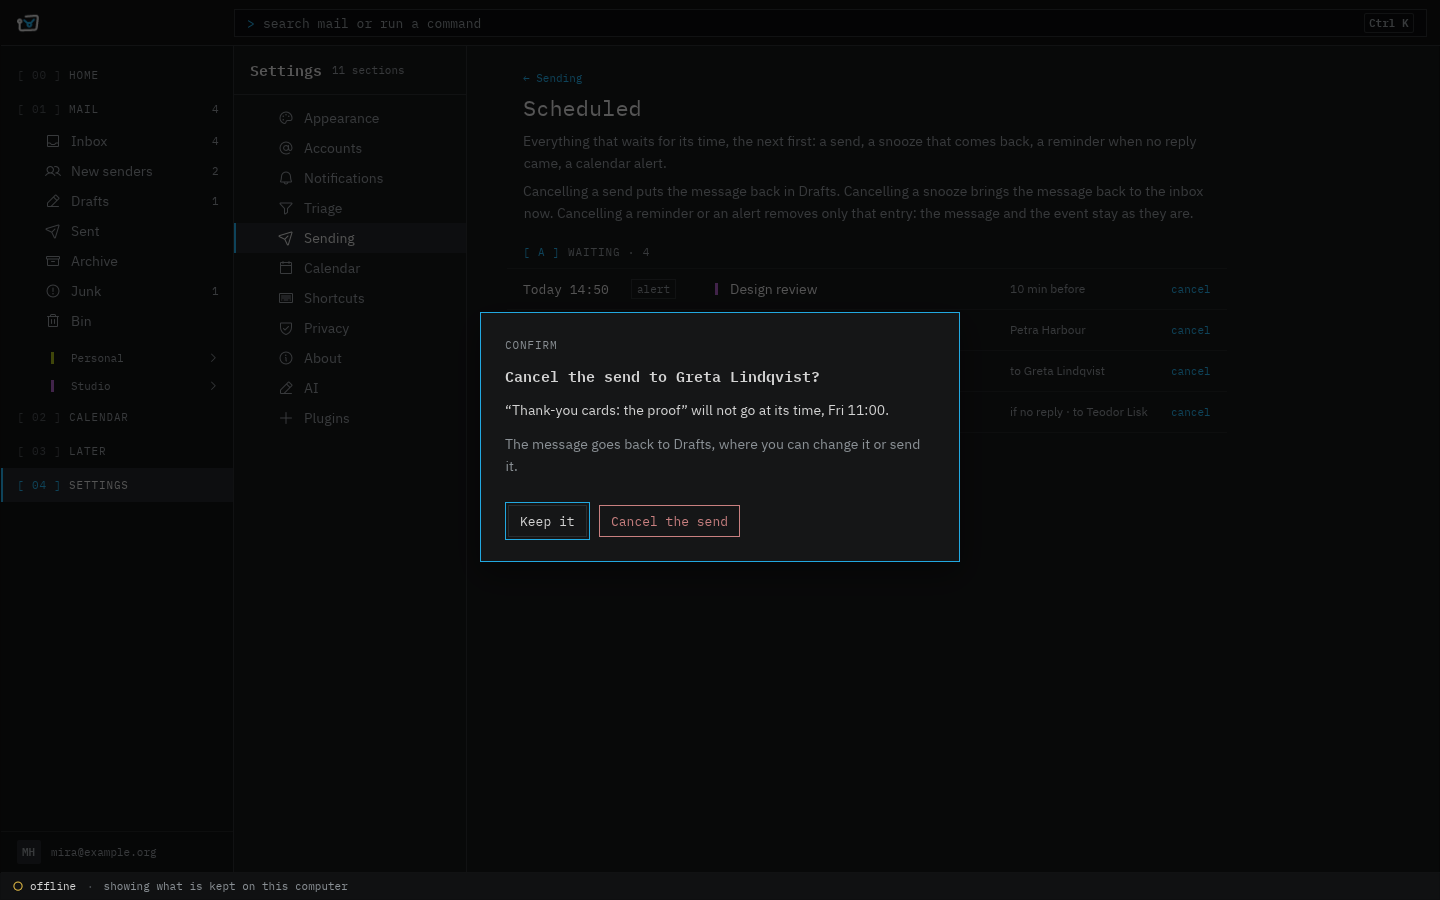 > search mail or run a command
Ctrl K
[ 00 ] HOME
[ 01 ] MAIL 4
Inbox 4
New senders 2
Drafts 1
Sent
Archive
Junk 1
Bin
Personal
Studio
[ 02 ] CALENDAR
[ 03 ] LATER
[ 04 ] SETTINGS
MH mira@example.org
Settings 11 sections
Appearance
Accounts
Notifications
Triage
Sending
Calendar
Shortcuts
Privacy
About
AI
Plugins
← Sending
Scheduled
Everything that waits for its time, the next first: a send, a snooze that comes back, a reminder when no reply
came, a calendar alert.
Cancelling a send puts the message back in Drafts. Cancelling a snooze brings the message back to the inbox
now. Cancelling a reminder or an alert removes only that entry: the message and the event stay as they are.
[ A ] WAITING · 4
Today 14:50 alert Design review 10 min before cancel
Petra Harbour cancel
to Greta Lindqvist cancel
if no reply · to Teodor Lisk cancel
CONFIRM
Cancel the send to Greta Lindqvist?
“Thank-you cards: the proof” will not go at its time, Fri 11:00.
The message goes back to Drafts, where you can change it or send
it.
Keep it
Cancel the send
offline · showing what is kept on this computer